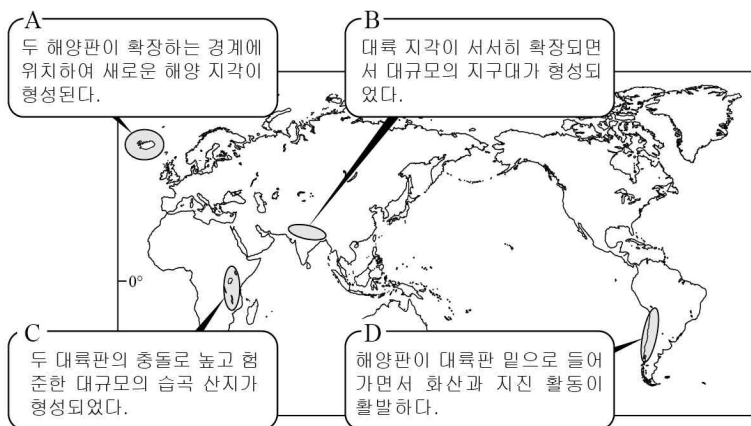 A
두 해양판이 확장하는 경계에
위치하여 새로운 해양 지각이
형성된다.
B
대륙 지각이 서서히 확장되면
서 대규모의 지구대가 형성되
었다.
0°
C
두 대륙판의 충돌로 높고 험
준한 대규모의 습곡 산지가
형성되었다.
D
해양판이 대륙판 밑으로 들어
가면서 화산과 지진 활동이
활발하다.